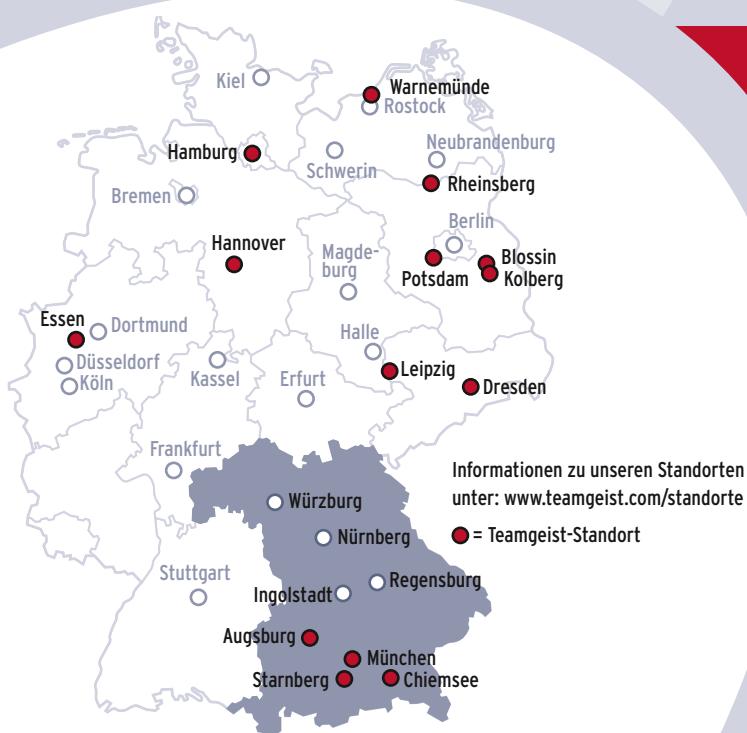 Kiel
Warnemünde
Rostock
Hamburg
Schwerin
Neubrandenburg
Bremen
Rheinsberg
Berlin
Hannover
Magde-
burg
Potsdam
Blossin
Kolberg
Essen
Dortmund
Halle
Düsseldorf
Köln
Kassel
Erfurt
Leipzig
Dresden
Frankfurt
Informationen zu unseren Standorten
unter: www.teamgeist.com/standorte
= Teamgeist-Standort
Würzburg
Nürnberg
Stuttgart
Ingolstadt
Regensburg
Augsburg
München
Starnberg
Chiemsee